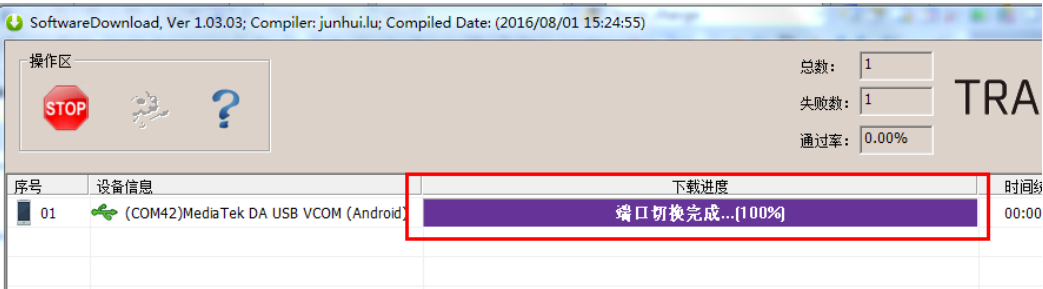 SoftwareDownload, Ver 1.03.03; Compiler: junhui.lu; Compiled Date: (2016/08/01 15:24:55)
操作区
STOP
?
总数: 1
失败数: 1
通过率: 0.00%
TRA
序号 设备信息 下载进度 时间
01 (COM42)MediaTek DA USB VCOM (Android) 端口切换完成...[100%] 00:00